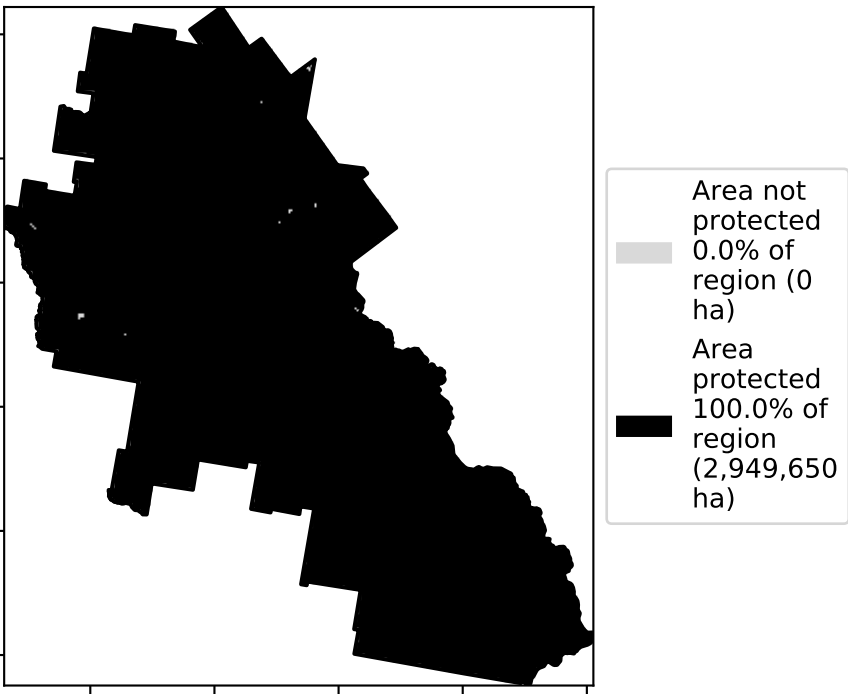 Area not
protected
0.0% of
region (0
ha)
Area
protected
100.0% of
region
(2,949,650
ha)